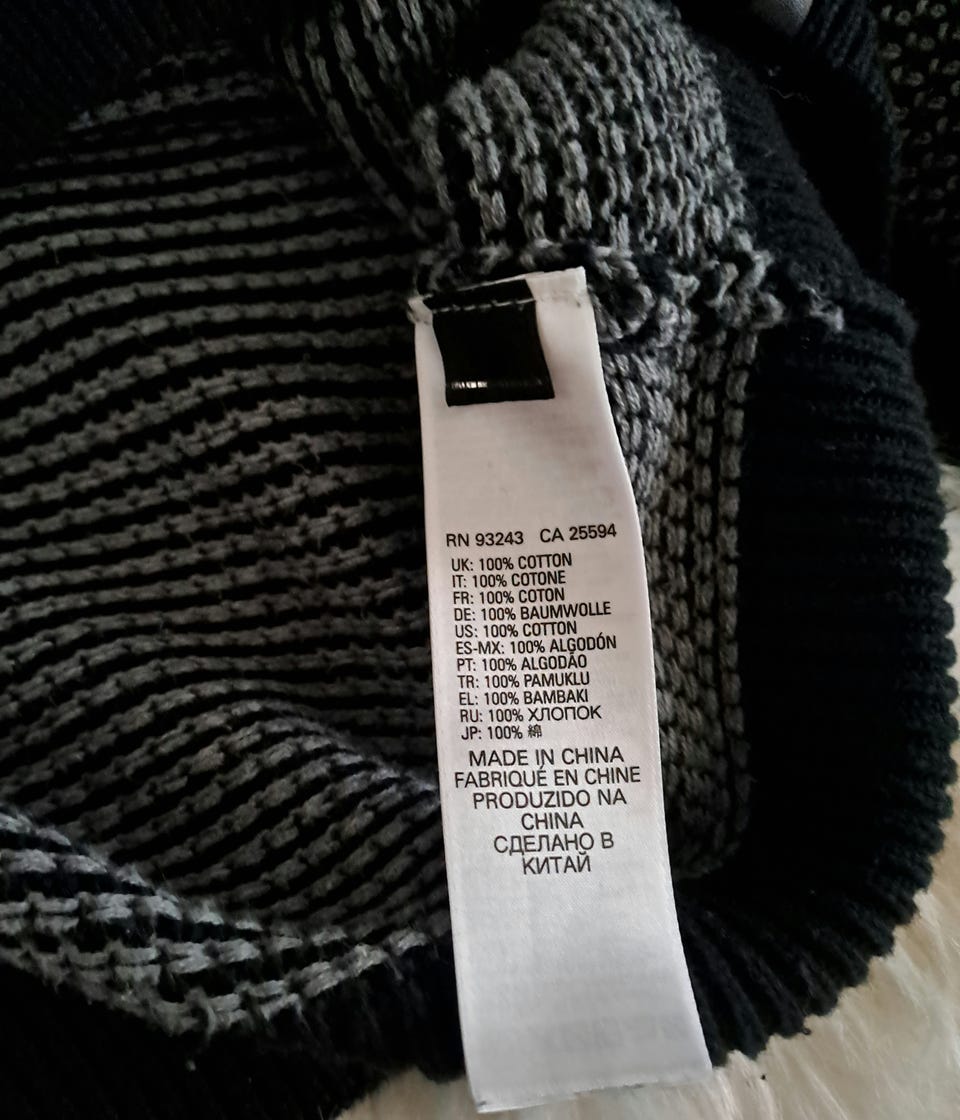 RN 93243 CA 25594
UK: 100% COTTON
IT: 100% COTONE
FR: 100% COTON
DE: 100% BAUMWOLLE
US: 100% COTTON
ES-MX: 100% ALGODÓN
PT: 100% ALGODÃO
TR: 100% PAMUKLU
EL: 100% BAMBAKI
RU: 100% ХЛОПОК
JP: 100% 綿
MADE IN CHINA
FABRIQUÉ EN CHINE
PRODUZIDO NA
CHINA
СДЕЛАНО В
КИТАЙ